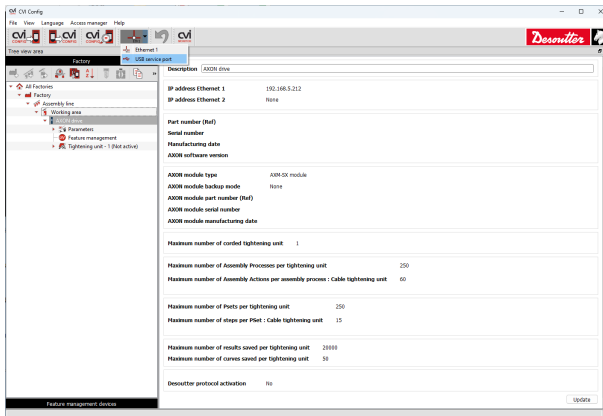 CVI Config
File View Language Access manager Help
CVI CONFIG CVI CONFIG CVI CONFIG CVI
Desoutter
Ethernet 1
USB service port
Tree view area
Factory
Description AXON drive
All Factories
Factory
Assembly line
Working area
AXON drive
Parameters
Feature management
Tightening unit - 1 (Not active)
IP address Ethernet 1 192.168.5.212
IP address Ethernet 2 None
Part number (Ref)
Serial number
Manufacturing date
AXON software version
AXON module type AXM-SX module
AXON module backup mode None
AXON module part number (Ref)
AXON module serial number
AXON module manufacturing date
Maximum number of corded tightening unit 1
Maximum number of Assembly Processes per tightening unit 250
Maximum number of Assembly Actions per assembly process : Cable tightening unit 60
Maximum number of Psets per tightening unit 250
Maximum number of steps per PSet : Cable tightening unit 15
Maximum number of results saved per tightening unit 20000
Maximum number of curves saved per tightening unit 50
Desoutter protocol activation No
Update
Feature management devices